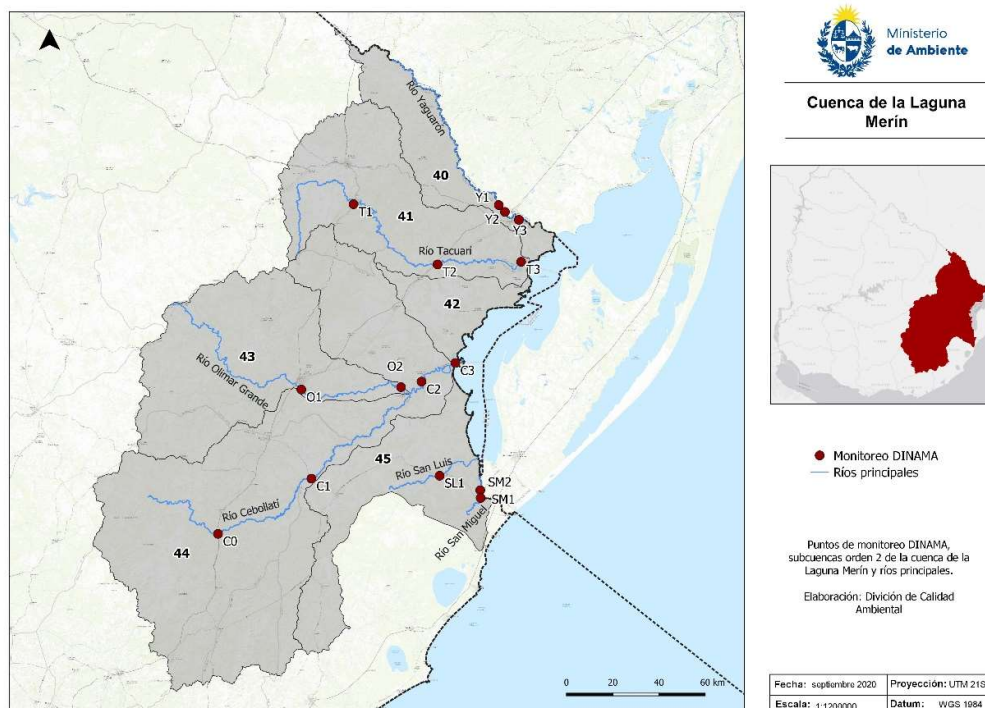 Río Yaguarón
40
Y1
Y2
Y3
41
T1
Río Tacuarí
T2
T3
42
43
Río Olimar Grande
O1
O2
C3
C2
45
Río San Luis
SL1
SM2
SM1
Río San Miguel
C1
Río Cebollatí
C0
44
0 20 40 60 km
Ministerio
de Ambiente
Cuenca de la Laguna
Merín
Monitoreo DINAMA
Ríos principales
Puntos de monitoreo DINAMA,
subcuencas orden 2 de la cuenca de la
Laguna Merín y ríos principales.
Elaboración: División de Calidad
Ambiental
Fecha: septiembre 2020 Proyección: UTM 21S
Escala: 1:1200000 Datum: WGS 1984